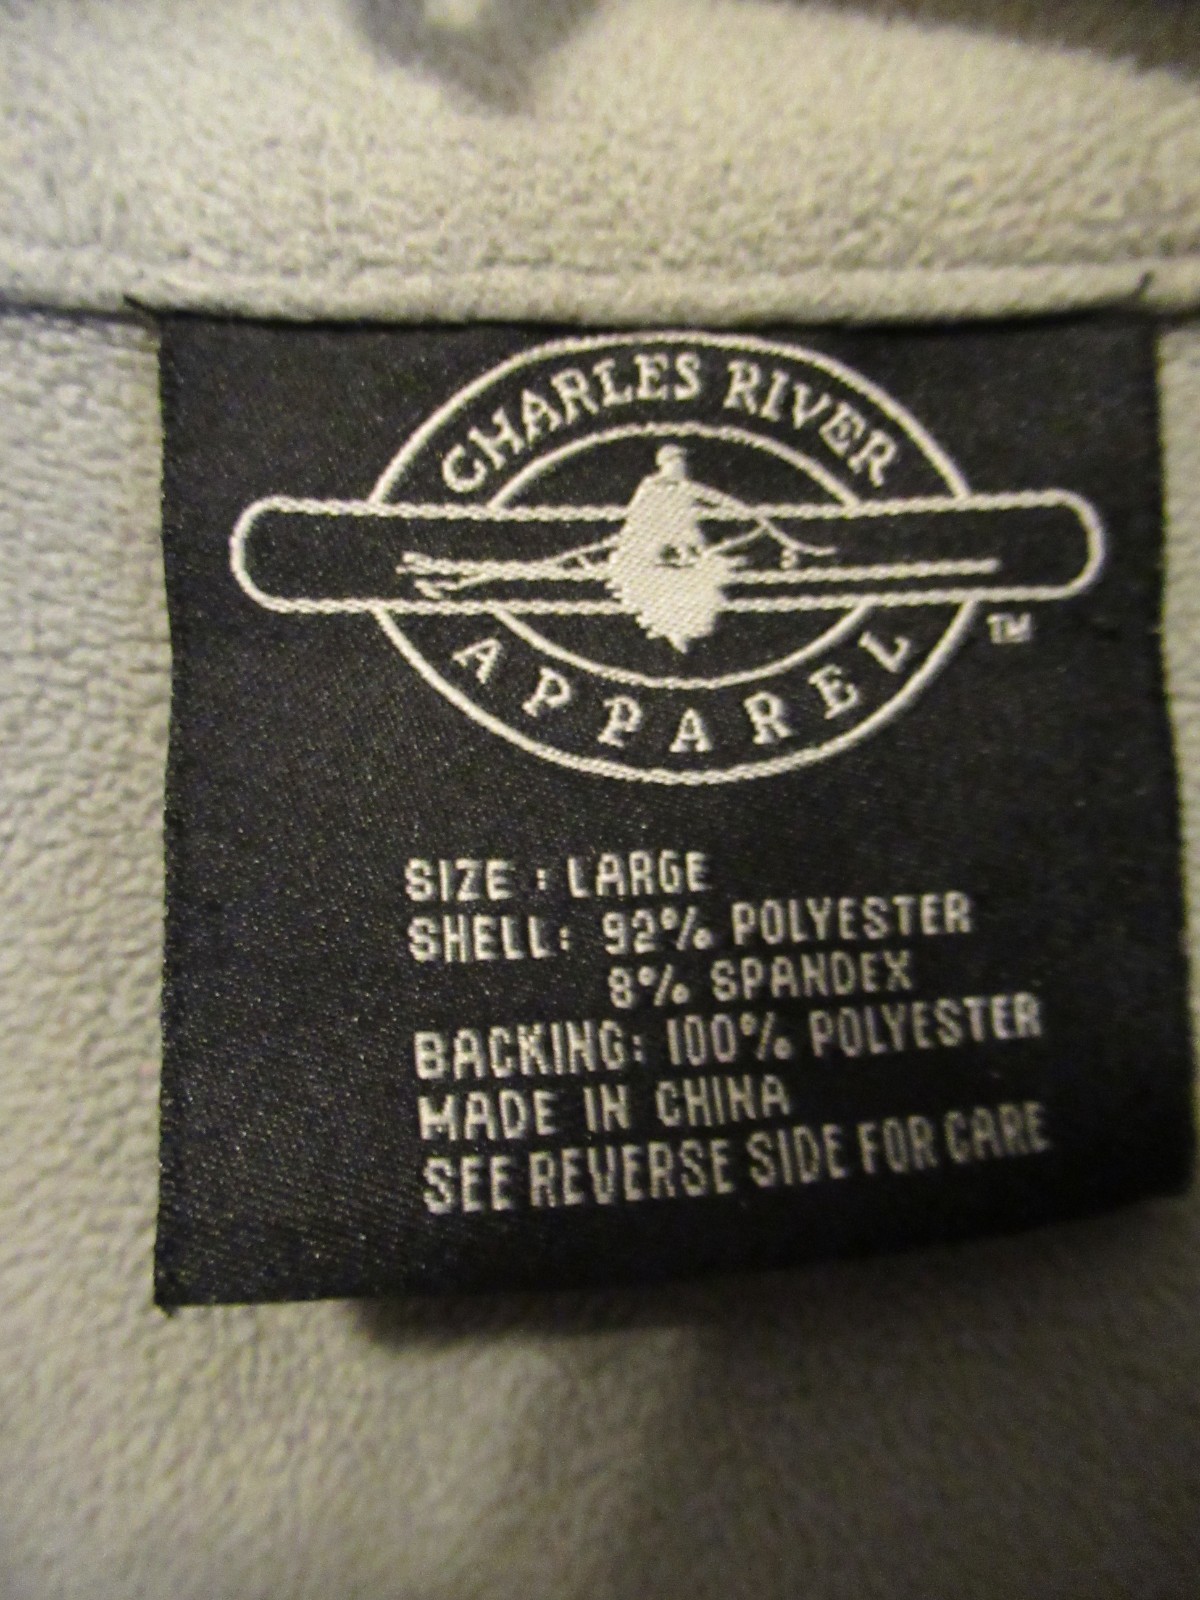 CHARLES RIVER
APPAREL
TM
SIZE : LARGE
SHELL: 92% POLYESTER
8% SPANDEX
BACKING: 100% POLYESTER
MADE IN CHINA
SEE REVERSE SIDE FOR CARE